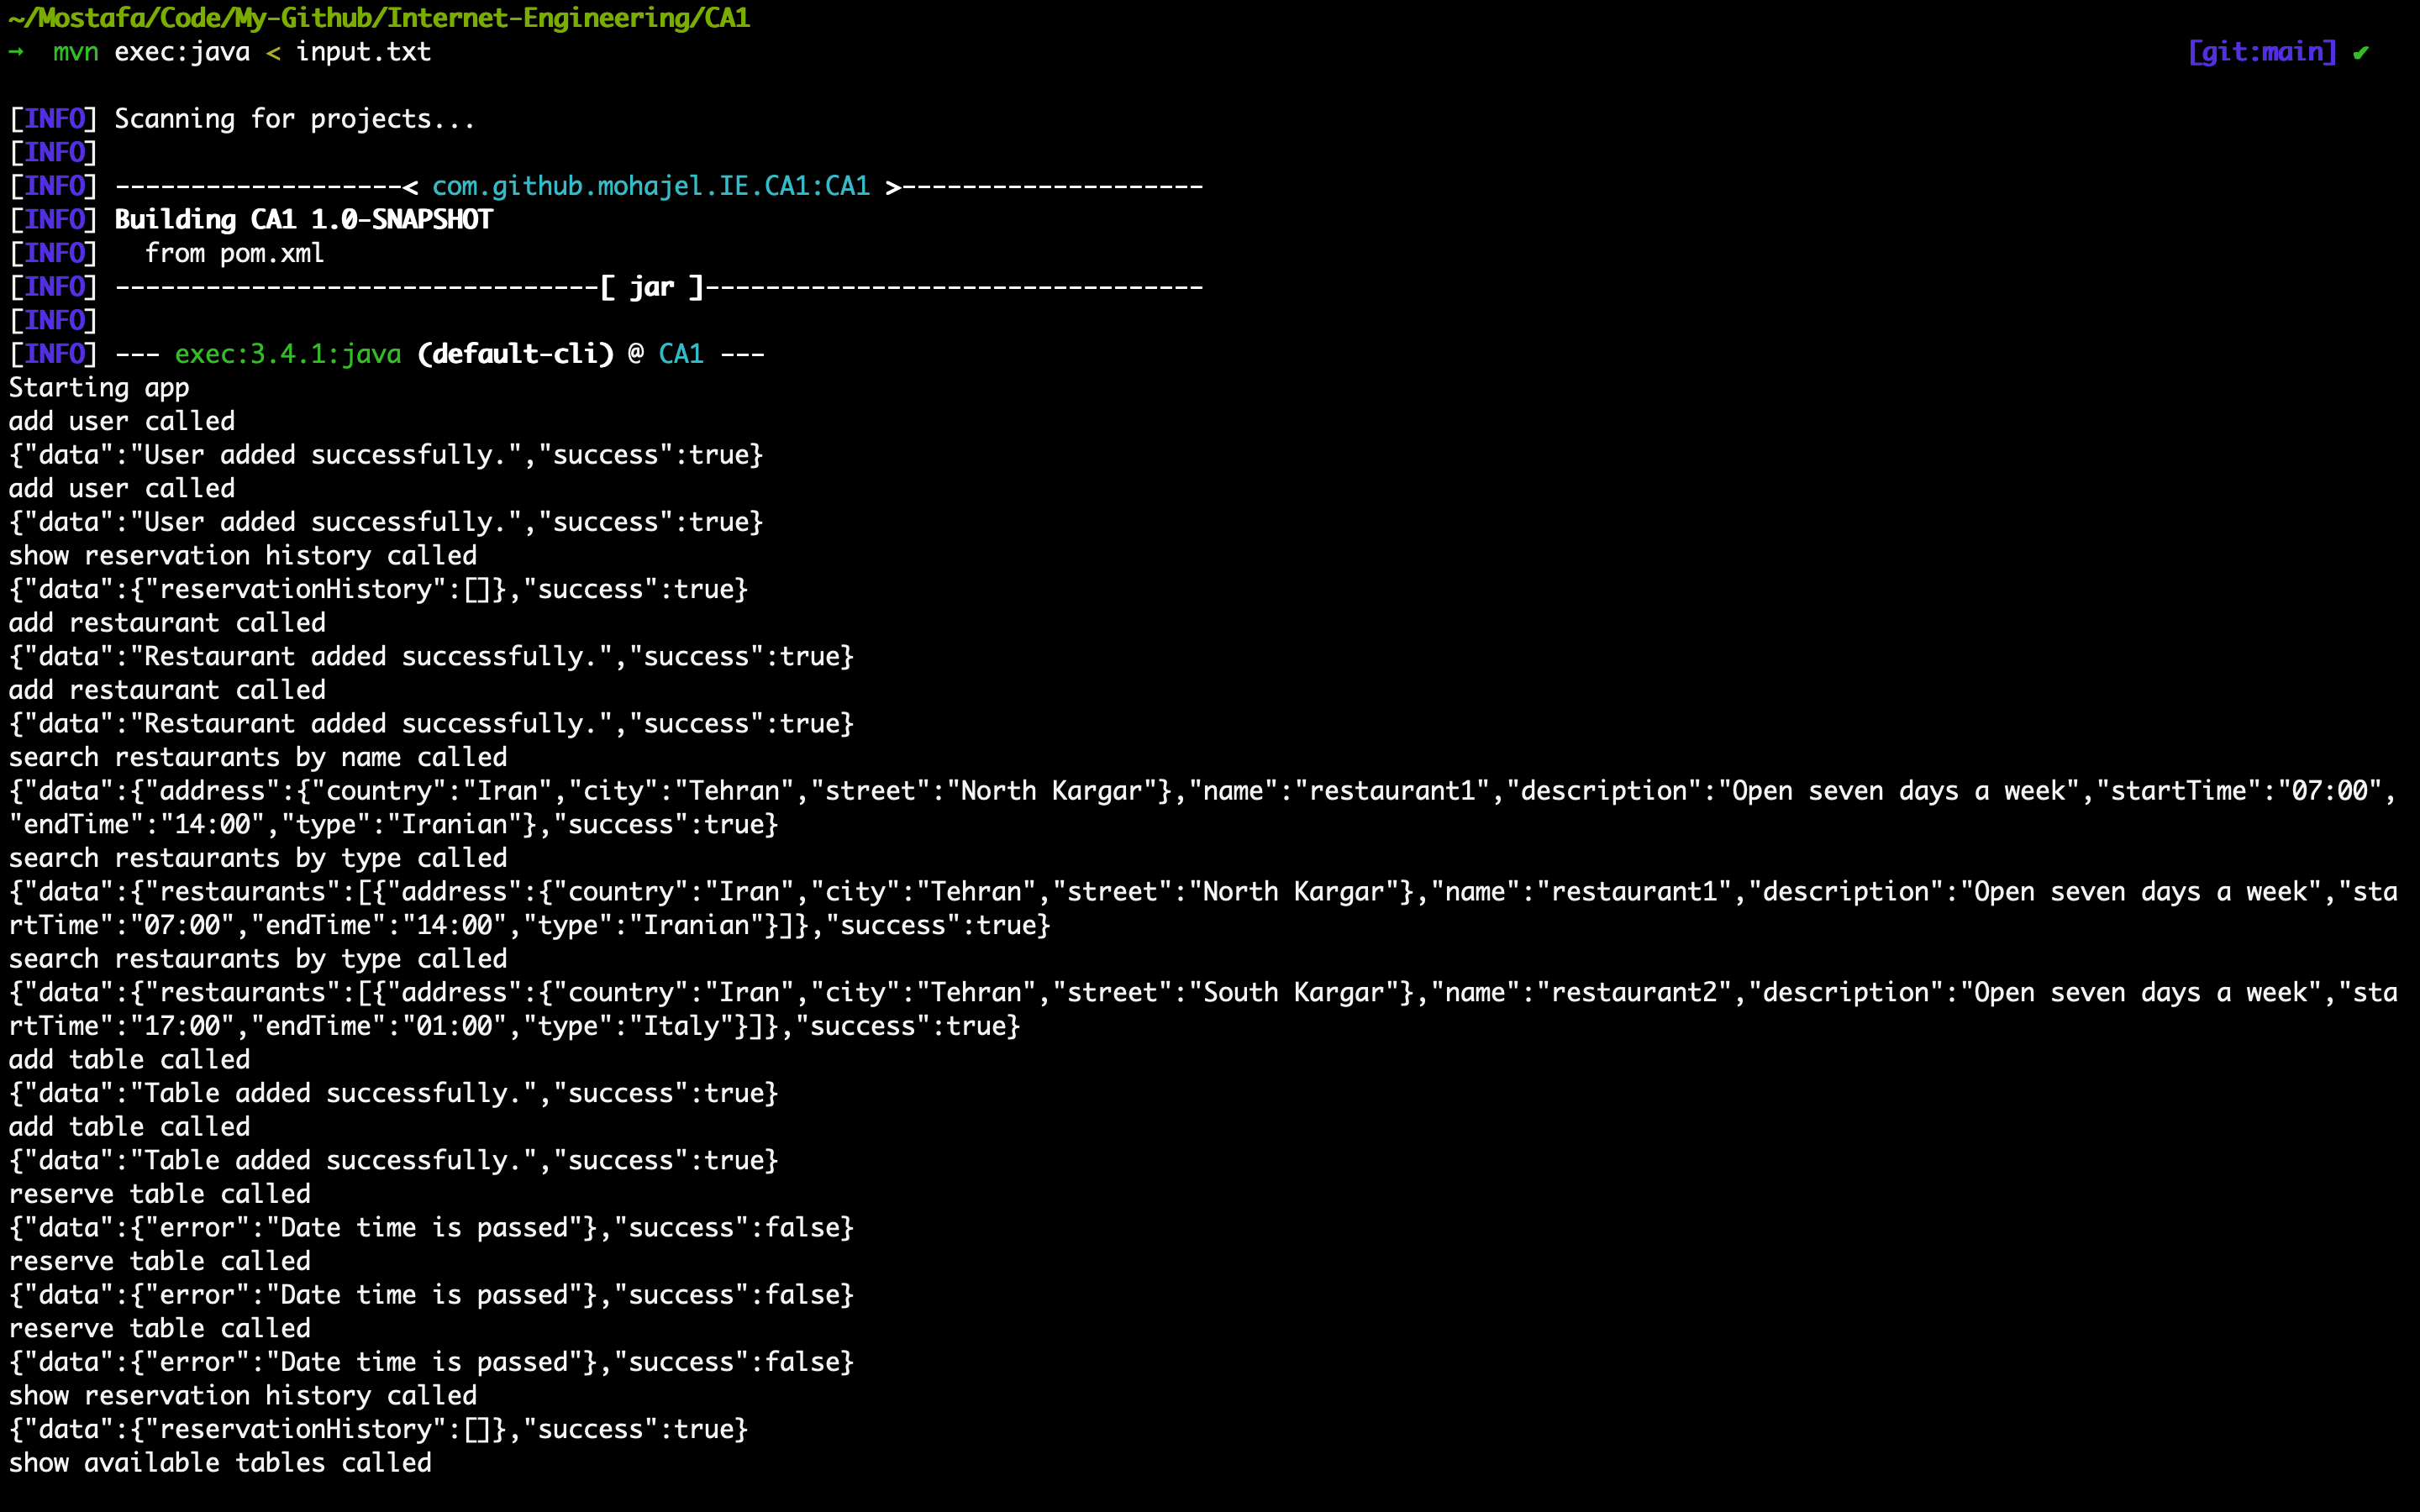 ~/Mostafa/Code/My-Github/Internet-Engineering/CA1
→  mvn exec:java < input.txt [git:main] ✔
[INFO] Scanning for projects...
[INFO]
[INFO] -------------------< com.github.mohajel.IE.CA1:CA1 >--------------------
[INFO] Building CA1 1.0-SNAPSHOT
[INFO]   from pom.xml
[INFO] --------------------------------[ jar ]---------------------------------
[INFO]
[INFO] --- exec:3.4.1:java (default-cli) @ CA1 ---
Starting app
add user called
{"data":"User added successfully.","success":true}
add user called
{"data":"User added successfully.","success":true}
show reservation history called
{"data":{"reservationHistory":[]},"success":true}
add restaurant called
{"data":"Restaurant added successfully.","success":true}
add restaurant called
{"data":"Restaurant added successfully.","success":true}
search restaurants by name called
{"data":{"address":{"country":"Iran","city":"Tehran","street":"North Kargar"},"name":"restaurant1","description":"Open seven days a week","startTime":"07:00",
"endTime":"14:00","type":"Iranian"},"success":true}
search restaurants by type called
{"data":{"restaurants":[{"address":{"country":"Iran","city":"Tehran","street":"North Kargar"},"name":"restaurant1","description":"Open seven days a week","sta
rtTime":"07:00","endTime":"14:00","type":"Iranian"}]},"success":true}
search restaurants by type called
{"data":{"restaurants":[{"address":{"country":"Iran","city":"Tehran","street":"South Kargar"},"name":"restaurant2","description":"Open seven days a week","sta
rtTime":"17:00","endTime":"01:00","type":"Italy"}]},"success":true}
add table called
{"data":"Table added successfully.","success":true}
add table called
{"data":"Table added successfully.","success":true}
reserve table called
{"data":{"error":"Date time is passed"},"success":false}
reserve table called
{"data":{"error":"Date time is passed"},"success":false}
reserve table called
{"data":{"error":"Date time is passed"},"success":false}
show reservation history called
{"data":{"reservationHistory":[]},"success":true}
show available tables called